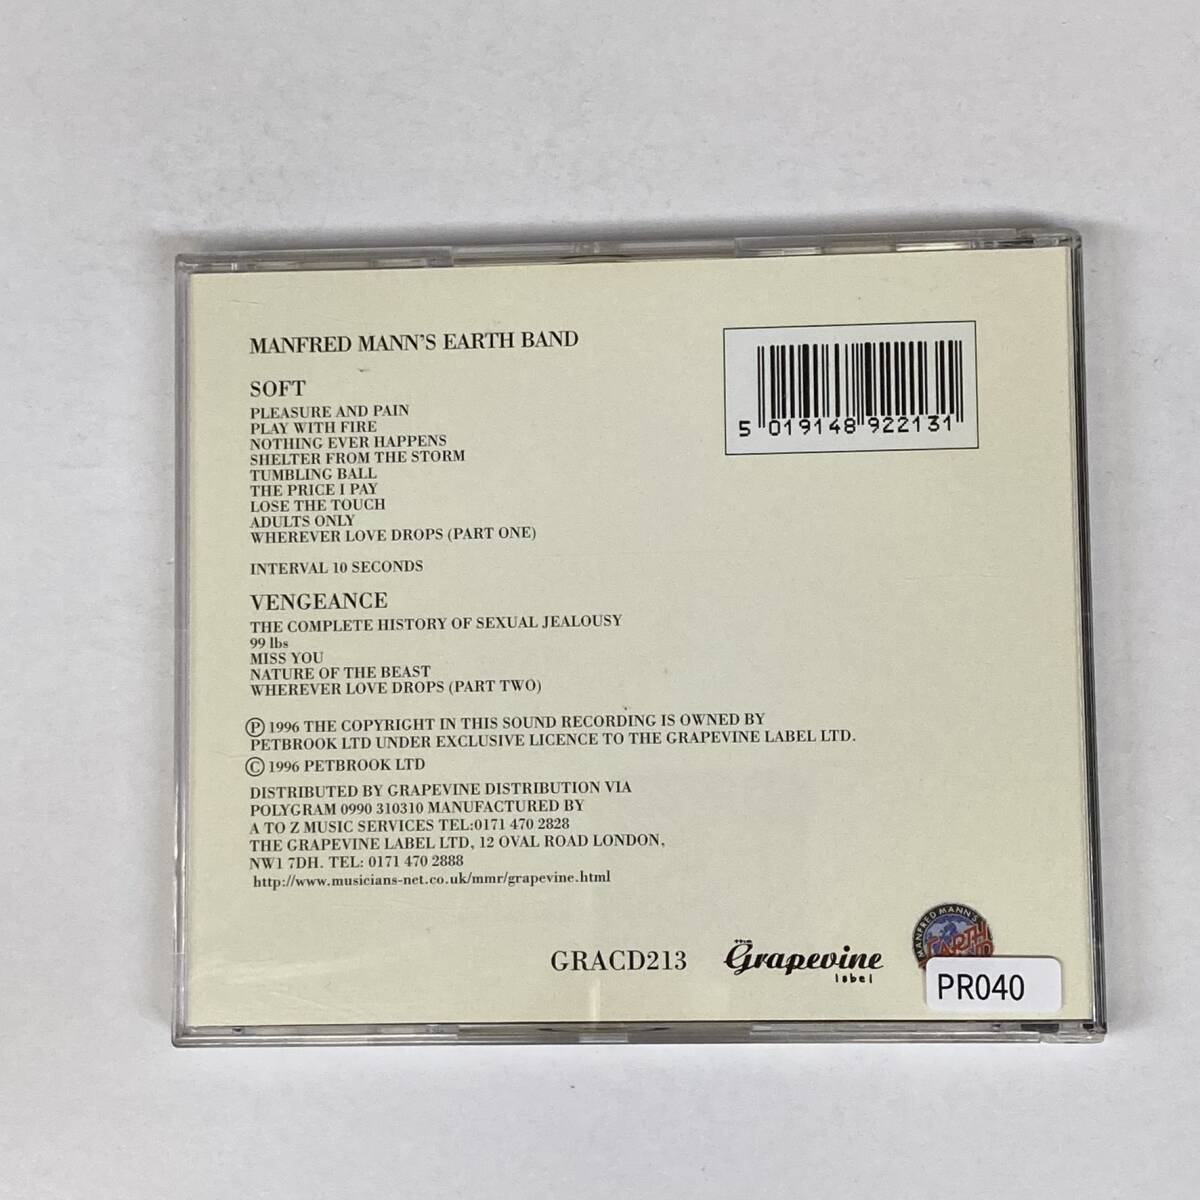 MANFRED MANN'S EARTH BAND
SOFT
PLEASURE AND PAIN
PLAY WITH FIRE
NOTHING EVER HAPPENS
SHELTER FROM THE STORM
TUMBLING BALL
THE PRICE I PAY
LOSE THE TOUCH
ADULTS ONLY
WHEREVER LOVE DROPS (PART ONE)
INTERVAL 10 SECONDS
VENGEANCE
THE COMPLETE HISTORY OF SEXUAL JEALOUSY
99 lbs
MISS YOU
NATURE OF THE BEAST
WHEREVER LOVE DROPS (PART TWO)
Ⓟ 1996 THE COPYRIGHT IN THIS SOUND RECORDING IS OWNED BY
PETBROOK LTD UNDER EXCLUSIVE LICENCE TO THE GRAPEVINE LABEL LTD.
© 1996 PETBROOK LTD
DISTRIBUTED BY GRAPEVINE DISTRIBUTION VIA
POLYGRAM 0990 310310 MANUFACTURED BY
A TO Z MUSIC SERVICES TEL:0171 470 2828
THE GRAPEVINE LABEL LTD, 12 OVAL ROAD LONDON,
NW1 7DH. TEL: 0171 470 2888
http://www.musicians-net.co.uk/mmr/grapevine.html
5 019148 922131
GRACD213
the
Grapevine
label
MANFRED MANN'S
EARTH
PR040